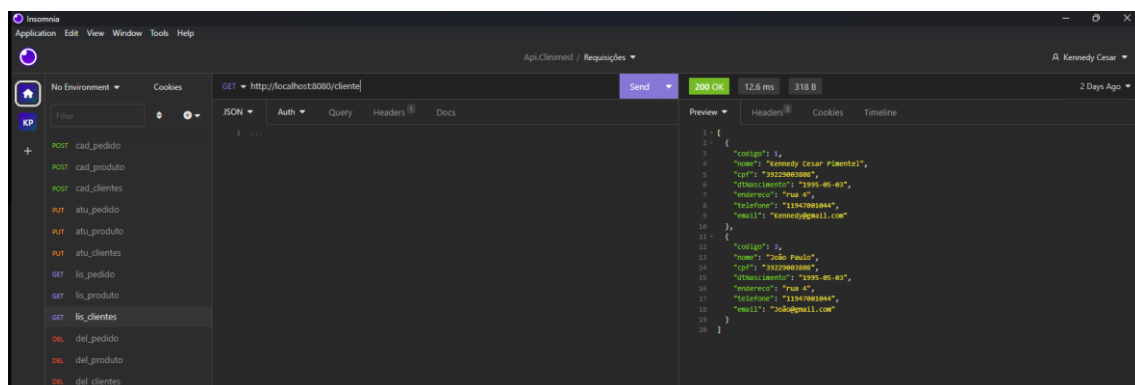 Insomnia
Application Edit View Window Tools Help
Api.Clinimed / Requisições
Kennedy Cesar
No Environment Cookies
GET http://localhost:8080/cliente
Send
200 OK 12.6 ms 318 B
2 Days Ago
KP
Filter
JSON Auth Query Headers 1 Docs
Preview Headers 3 Cookies Timeline
POST cad_pedido
POST cad_produto
POST cad_clientes
PUT atu_pedido
PUT atu_produto
PUT atu_clientes
GET lis_pedido
GET lis_produto
GET lis_clientes
DEL del_pedido
DEL del_produto
DEL del_clientes
1 ...
1 [
2 {
3 "codigo": 1,
4 "nome": "Kennedy Cesar Pimentel",
5 "cpf": "39229003808",
6 "dtNascimento": "1995-05-03",
7 "endereco": "rua 4",
8 "telefone": "11947001044",
9 "email": "Kennedy@gmail.com"
10 },
11 {
12 "codigo": 3,
13 "nome": "João Paulo",
14 "cpf": "39229003808",
15 "dtNascimento": "1995-05-03",
16 "endereco": "rua 4",
17 "telefone": "11947001044",
18 "email": "João@gmail.com"
19 }
20 ]